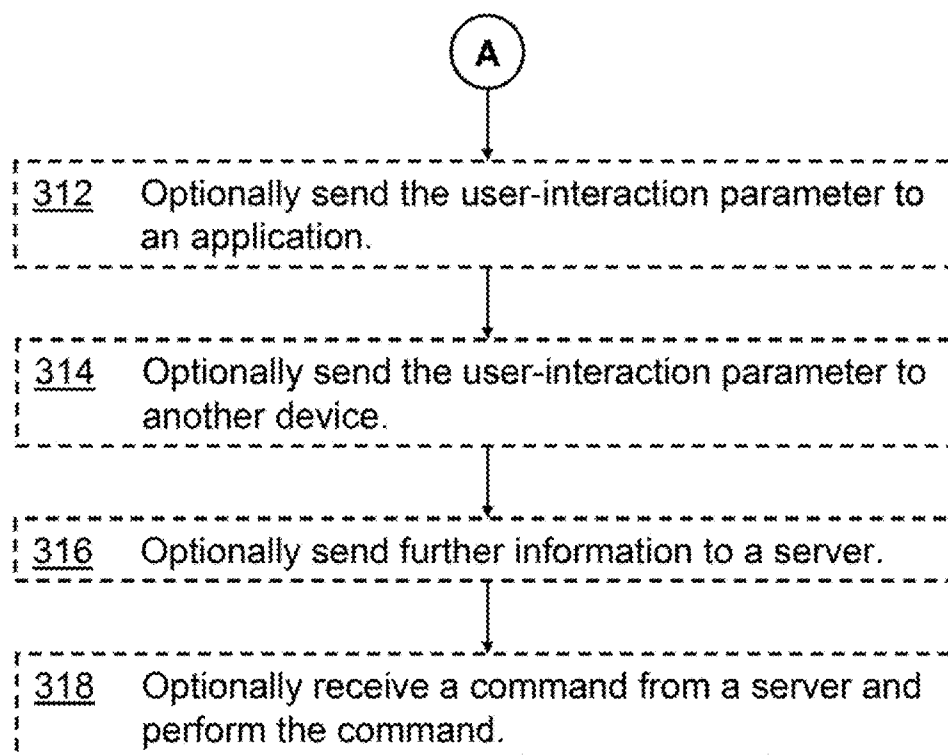 A
312 Optionally send the user-interaction parameter to
an application.
314 Optionally send the user-interaction parameter to
another device.
316 Optionally send further information to a server.
318 Optionally receive a command from a server and
perform the command.